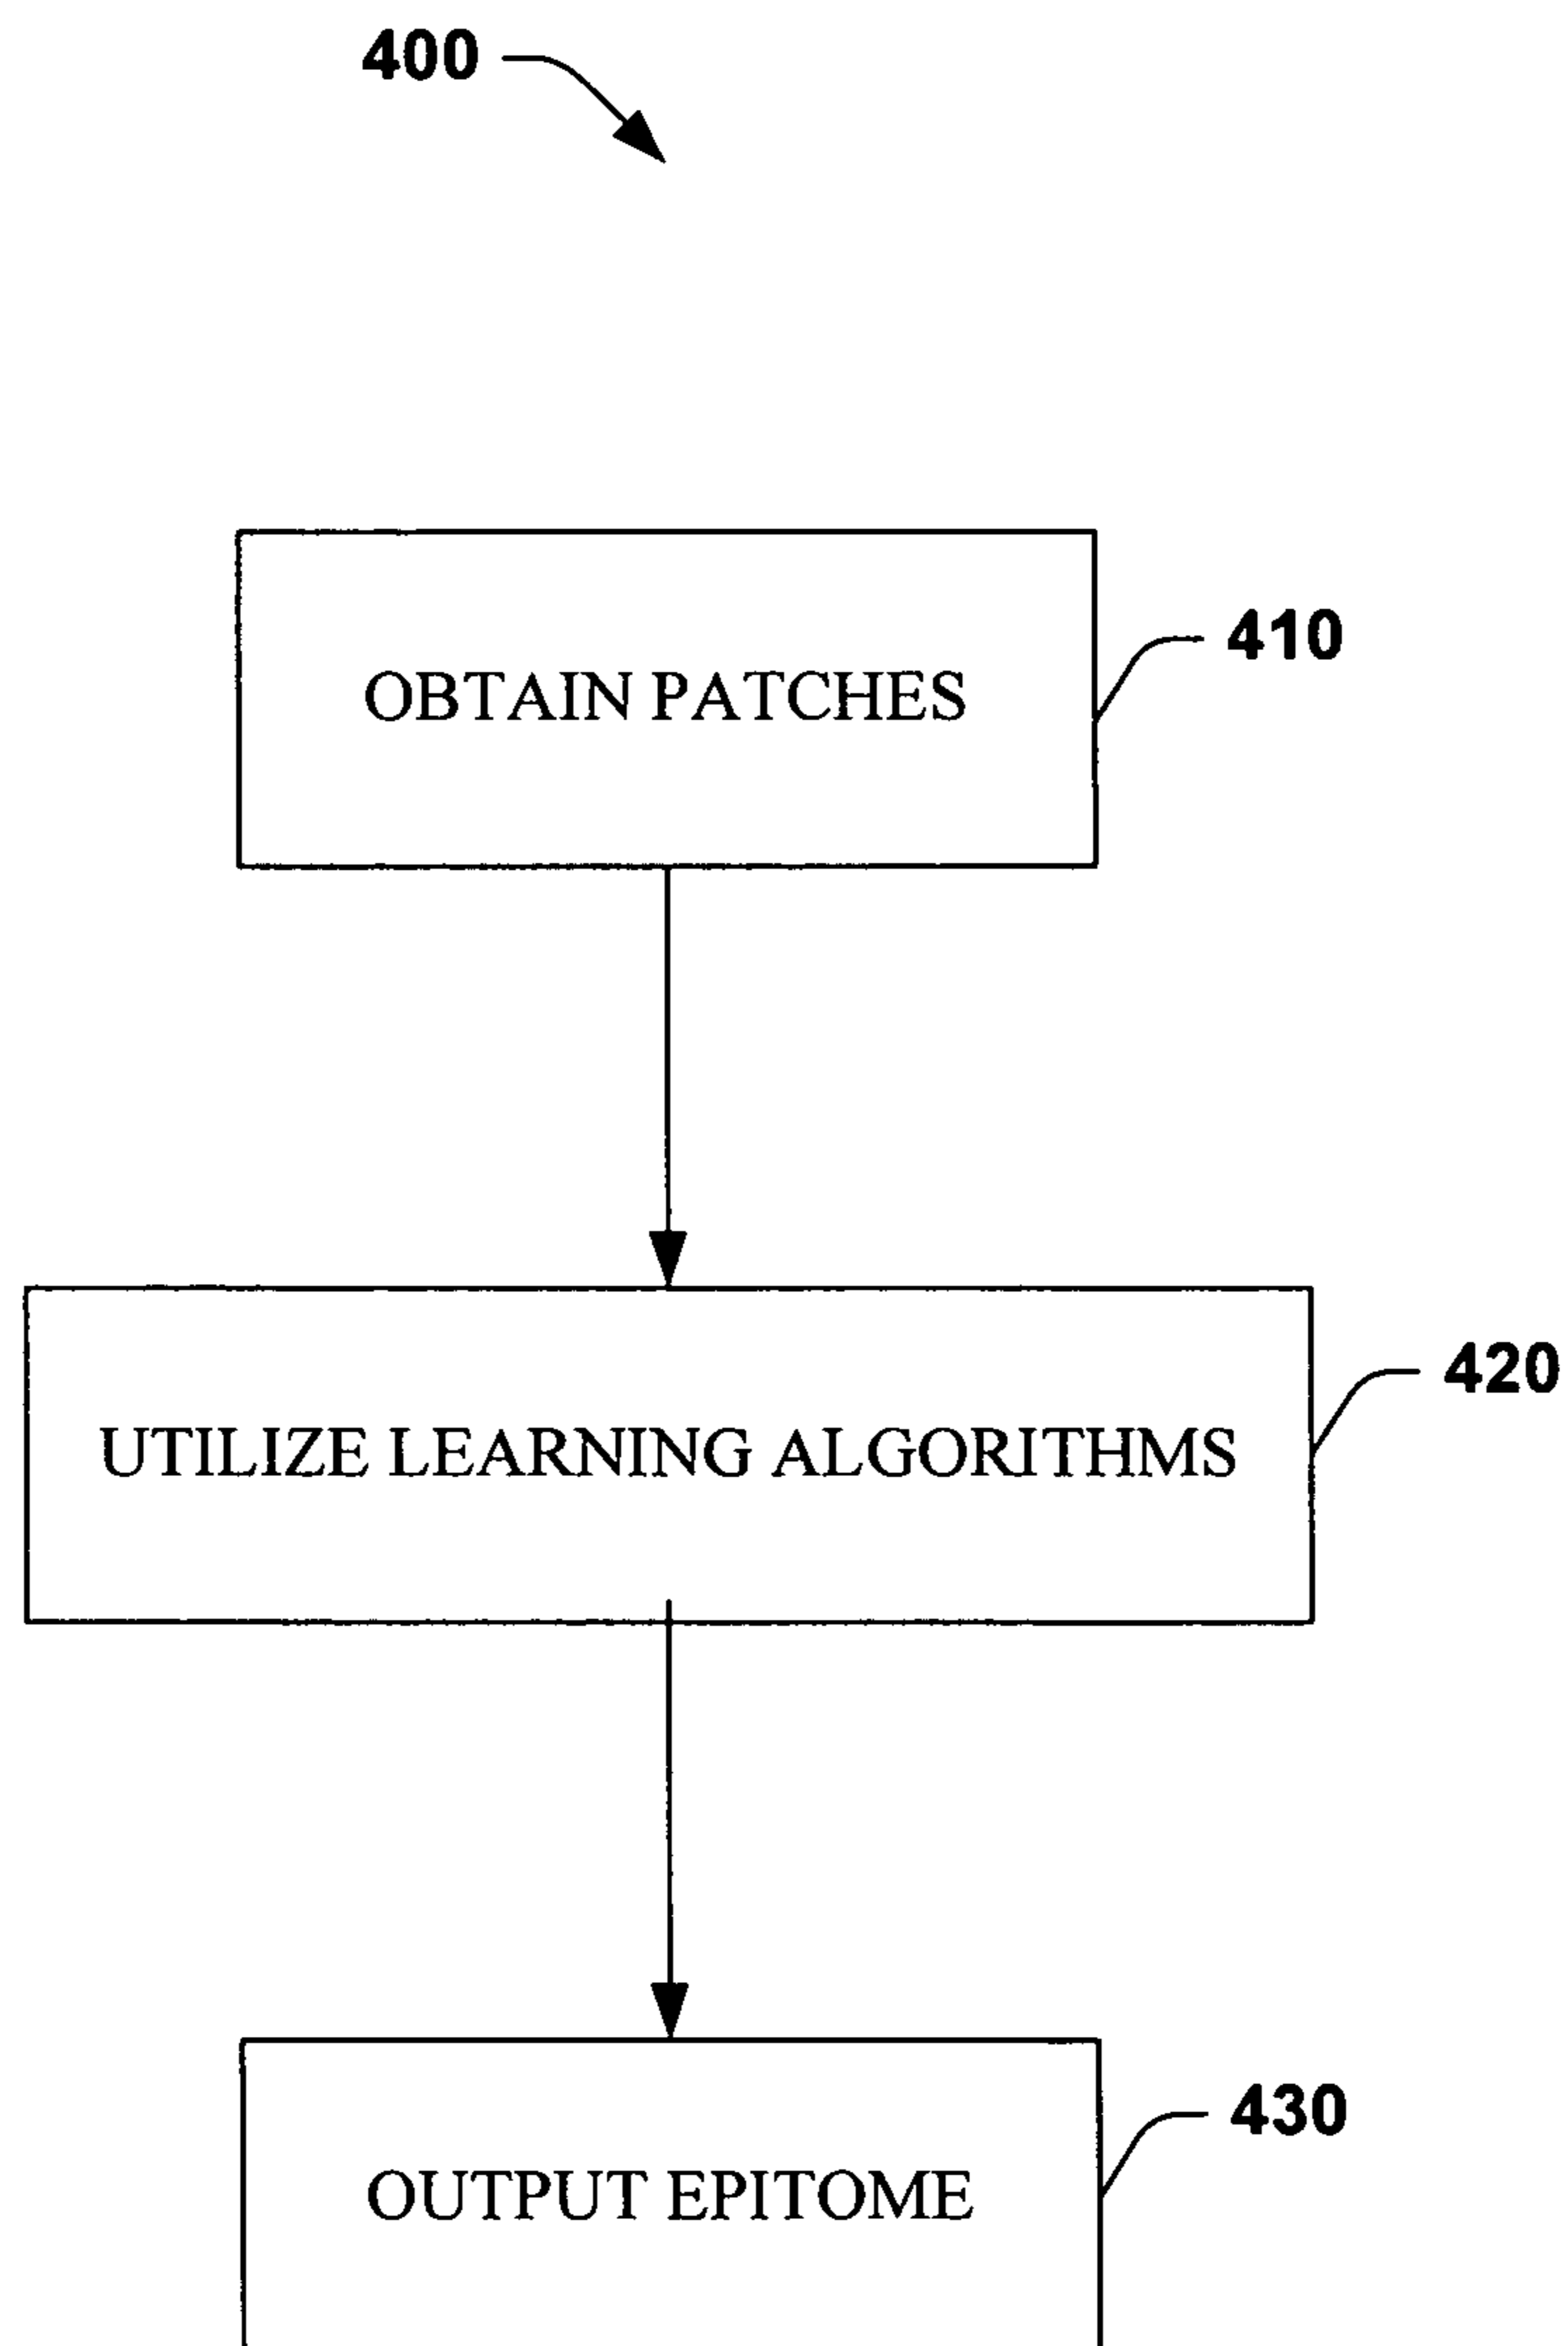 400
410
OBTAIN PATCHES
420
UTILIZE LEARNING ALGORITHMS
430
OUTPUT EPITOME